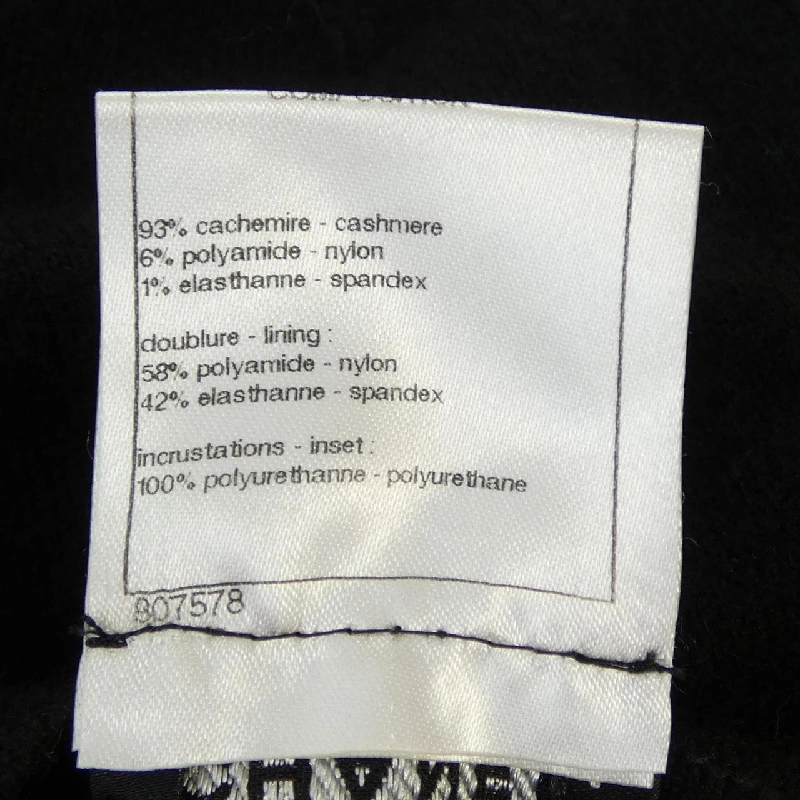 93% cachemire - cashmere
6% polyamide - nylon
1% elasthanne - spandex
doublure - lining :
58% polyamide - nylon
42% elasthanne - spandex
incrustations - inset :
100% polyurethanne - polyurethane
807578